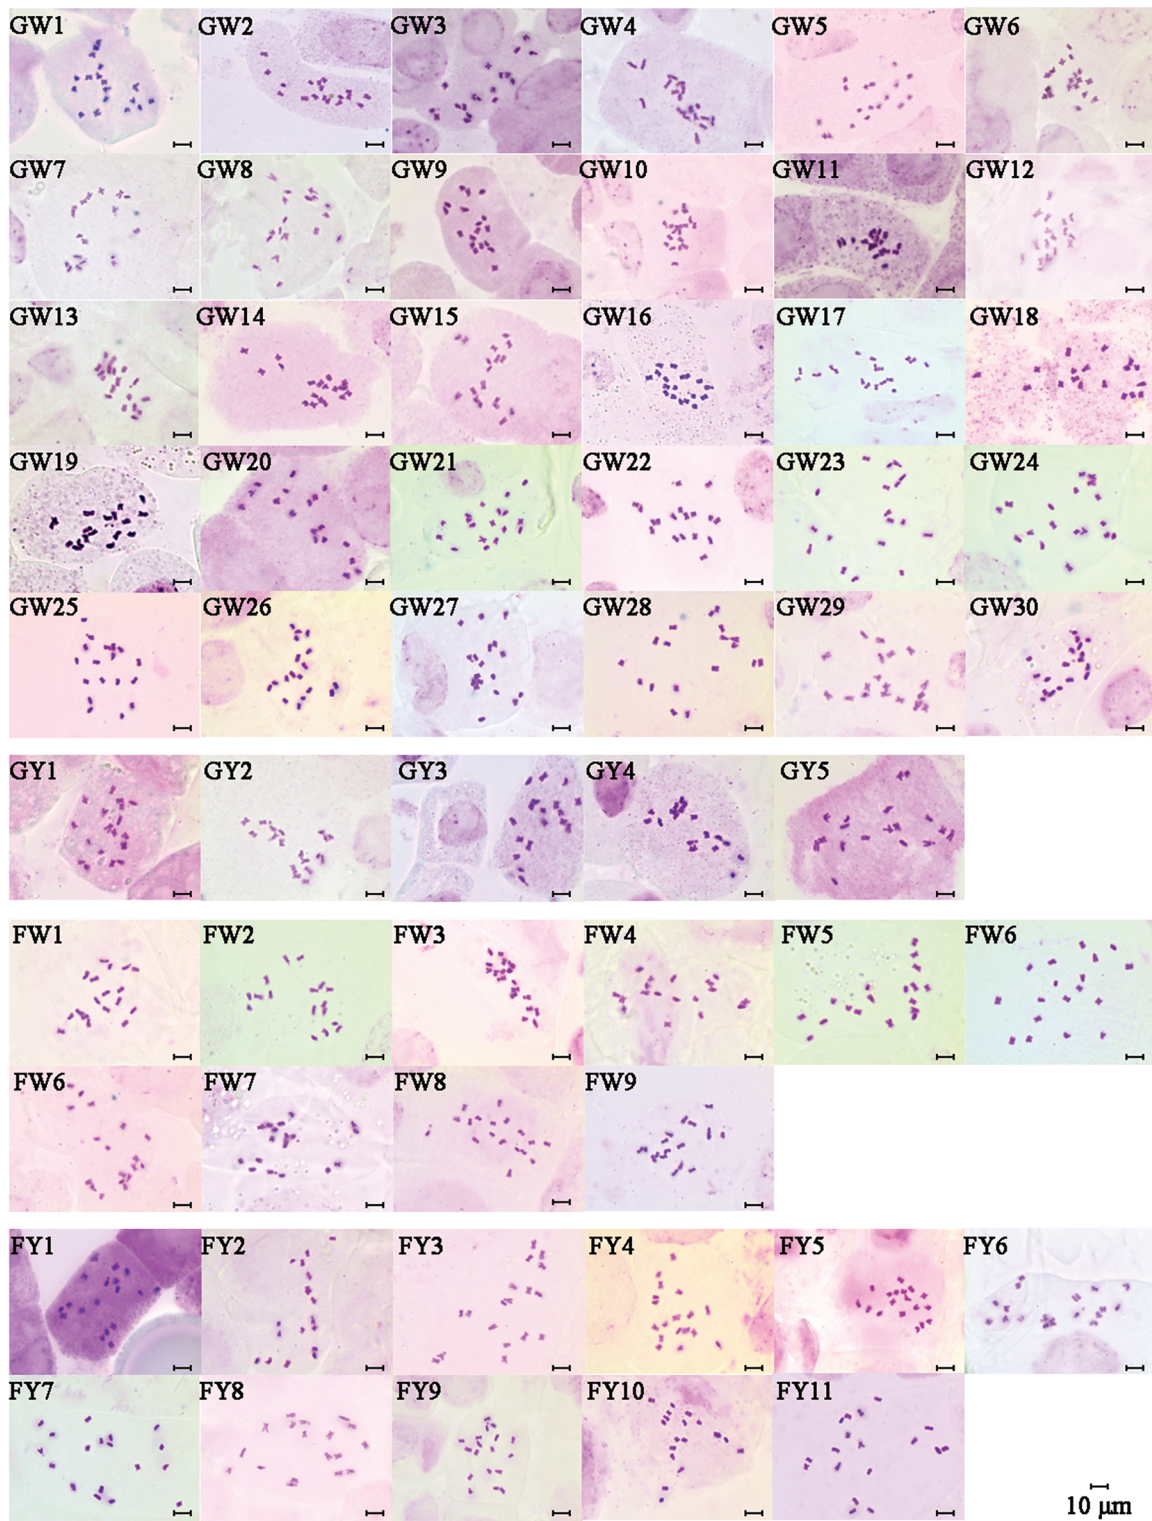 GW1 GW2 GW3 GW4 GW5 GW6
GW7 GW8 GW9 GW10 GW11 GW12
GW13 GW14 GW15 GW16 GW17 GW18
GW19 GW20 GW21 GW22 GW23 GW24
GW25 GW26 GW27 GW28 GW29 GW30
GY1 GY2 GY3 GY4 GY5
FW1 FW2 FW3 FW4 FW5 FW6
FW6 FW7 FW8 FW9
FY1 FY2 FY3 FY4 FY5 FY6
FY7 FY8 FY9 FY10 FY11
10 μm